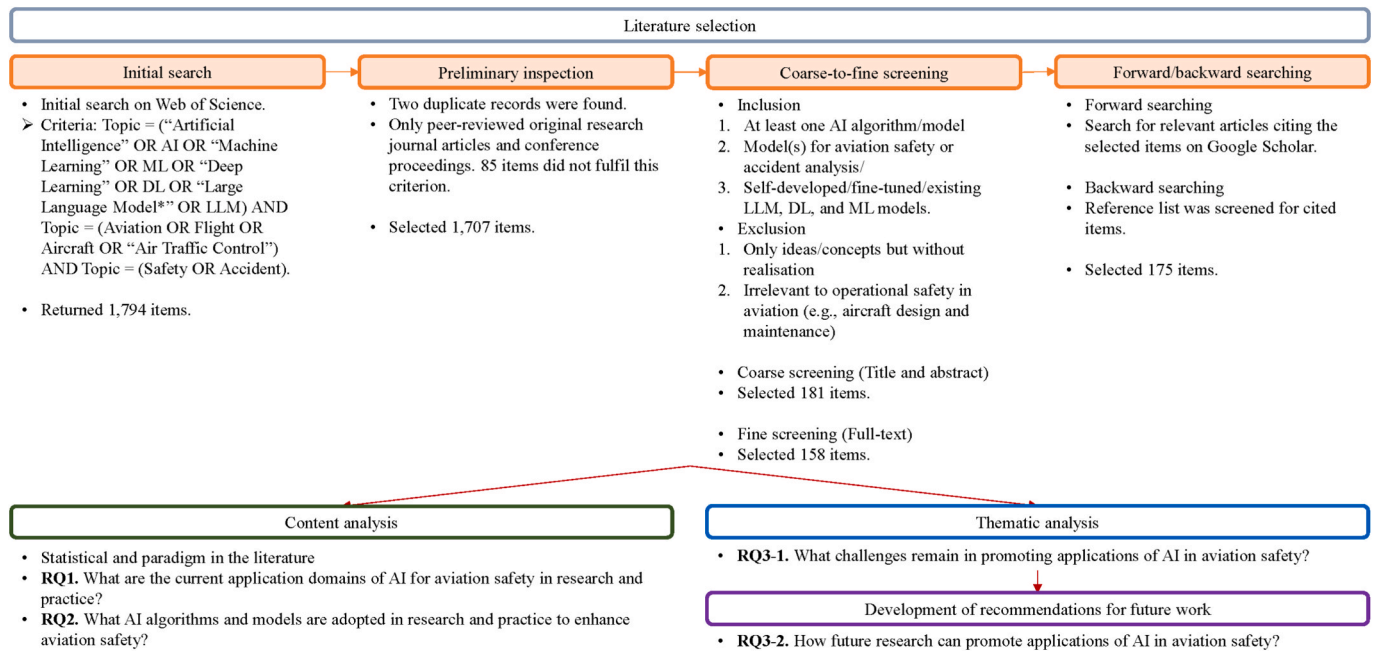 Literature selection
Initial search
• Initial search on Web of Science.
➤ Criteria: Topic = (“Artificial
Intelligence” OR AI OR “Machine
Learning” OR ML OR “Deep
Learning” OR DL OR “Large
Language Model*” OR LLM) AND
Topic = (Aviation OR Flight OR
Aircraft OR “Air Traffic Control”)
AND Topic = (Safety OR Accident).
• Returned 1,794 items.
Preliminary inspection
• Two duplicate records were found.
• Only peer-reviewed original research
journal articles and conference
proceedings. 85 items did not fulfil this
criterion.
• Selected 1,707 items.
Coarse-to-fine screening
• Inclusion
1. At least one AI algorithm/model
2. Model(s) for aviation safety or
accident analysis/
3. Self-developed/fine-tuned/existing
LLM, DL, and ML models.
• Exclusion
1. Only ideas/concepts but without
realisation
2. Irrelevant to operational safety in
aviation (e.g., aircraft design and
maintenance)
• Coarse screening (Title and abstract)
• Selected 181 items.
• Fine screening (Full-text)
• Selected 158 items.
Forward/backward searching
• Forward searching
• Search for relevant articles citing the
selected items on Google Scholar.
• Backward searching
• Reference list was screened for cited
items.
• Selected 175 items.
Content analysis
• Statistical and paradigm in the literature
• RQ1. What are the current application domains of AI for aviation safety in research and
practice?
• RQ2. What AI algorithms and models are adopted in research and practice to enhance
aviation safety?
Thematic analysis
• RQ3-1. What challenges remain in promoting applications of AI in aviation safety?
Development of recommendations for future work
• RQ3-2. How future research can promote applications of AI in aviation safety?